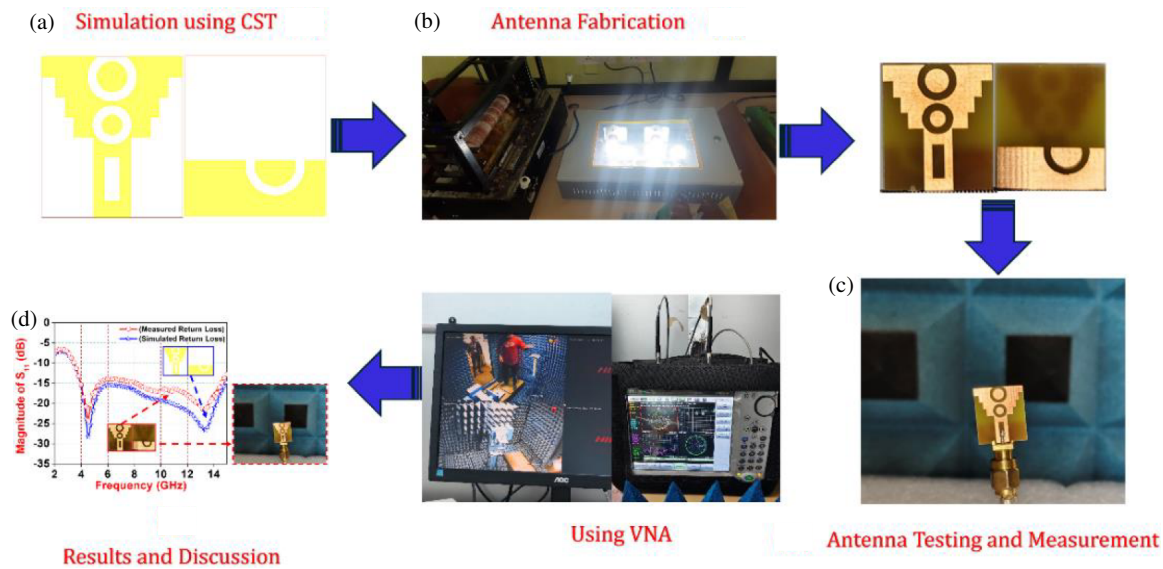 (a) Simulation using CST
(b) Antenna Fabrication
(c)
Antenna Testing and Measurement
Using VNA
AOC
(d)
(Measured Return Loss)
(Simulated Return Loss)
Magnitude of S11 (dB)
0
-5
-10
-15
-20
-25
-30
-35
2 4 6 8 10 12 14
Frequency (GHz)
Results and Discussion